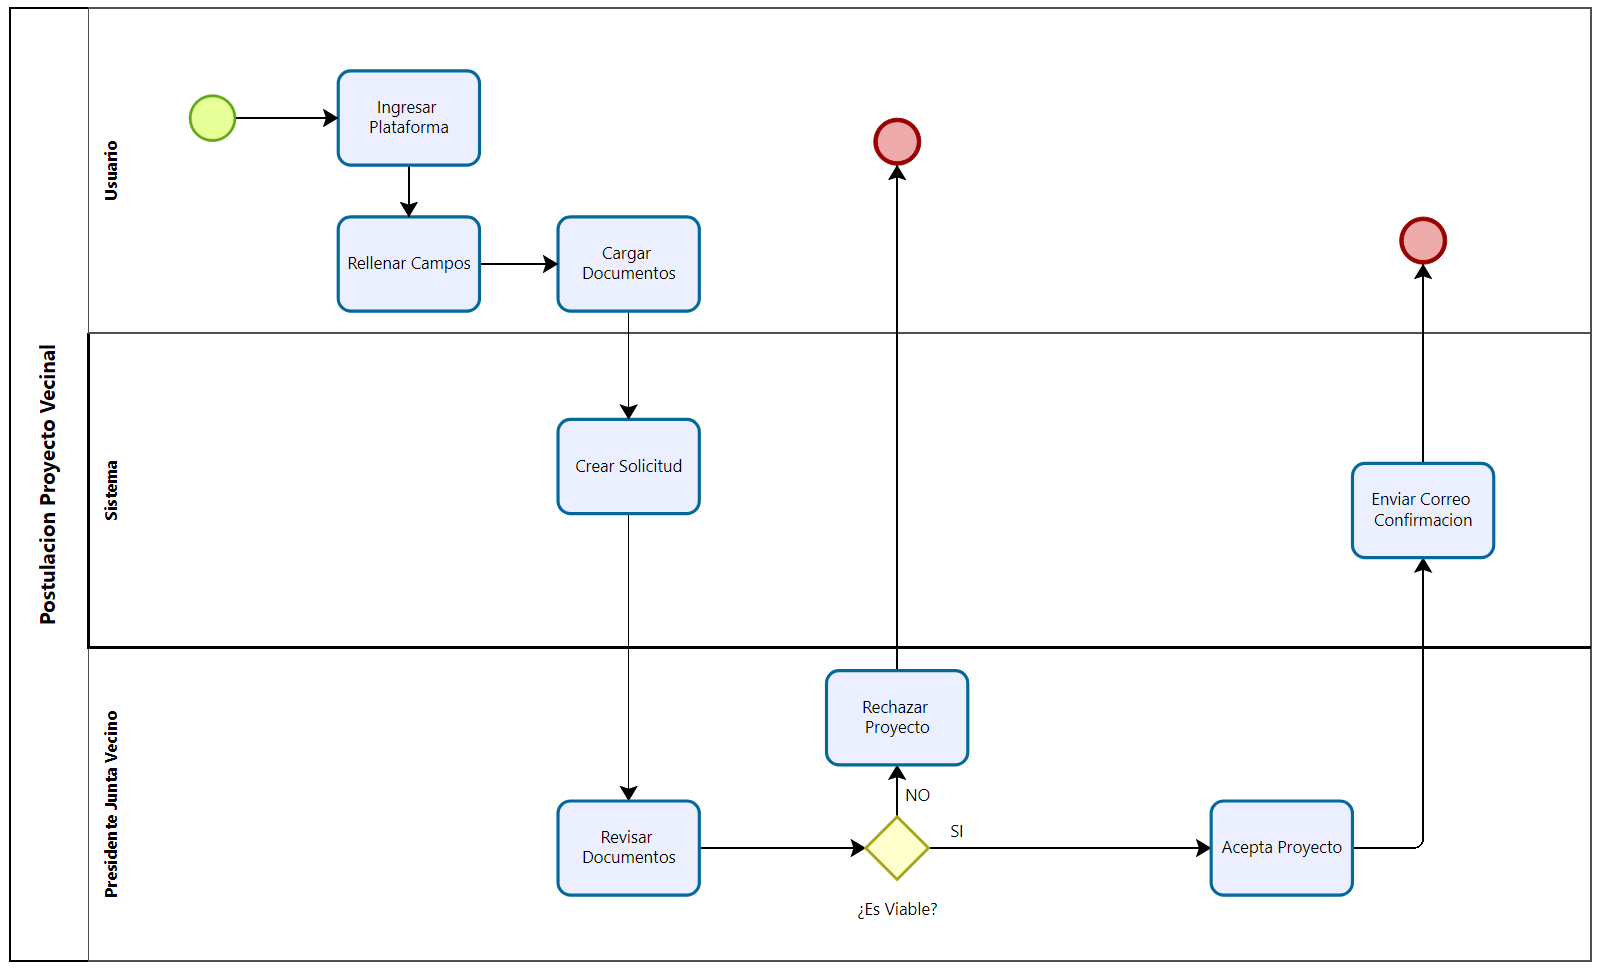 Postulacion Proyecto Vecinal
Usuario
Ingresar
Plataforma
Rellenar Campos
Cargar
Documentos
Sistema
Crear Solicitud
Enviar Correo
Confirmacion
Presidente Junta Vecino
Rechazar
Proyecto
NO
SI
Revisar
Documentos
Acepta Proyecto
¿Es Viable?